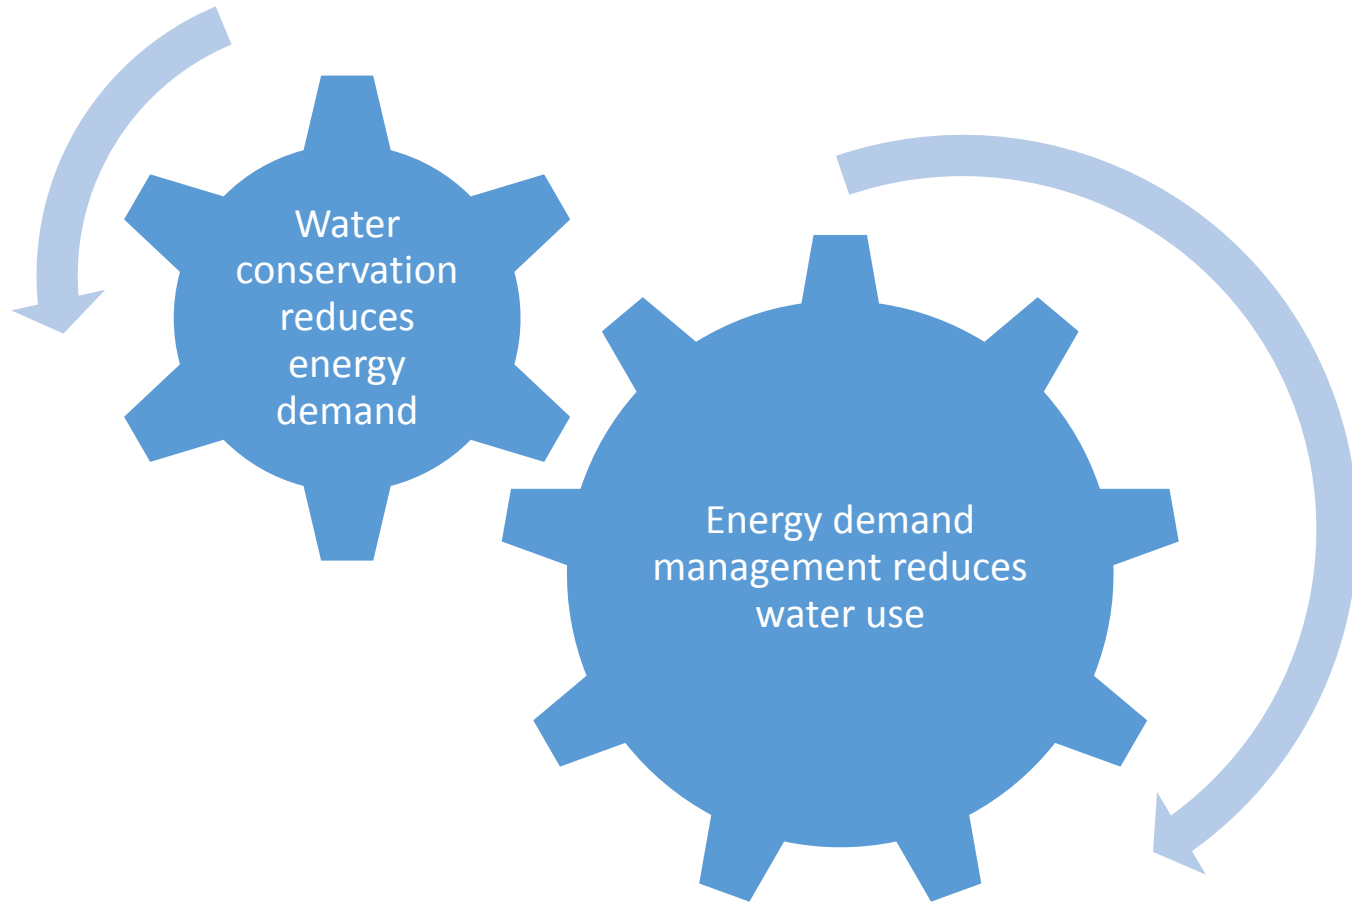 Water
conservation
reduces
energy
demand
Energy demand
management reduces
water use